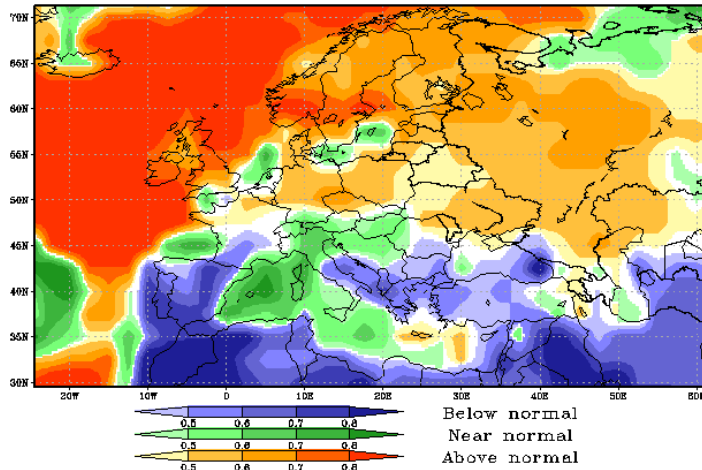 70N
65N
60N
55N
50N
45N
40N
35N
30N
20W 10W 0 10E 20E 30E 40E 50E 60E
0.5 0.6 0.7 0.8 Below normal
0.5 0.6 0.7 0.8 Near normal
0.5 0.6 0.7 0.8 Above normal